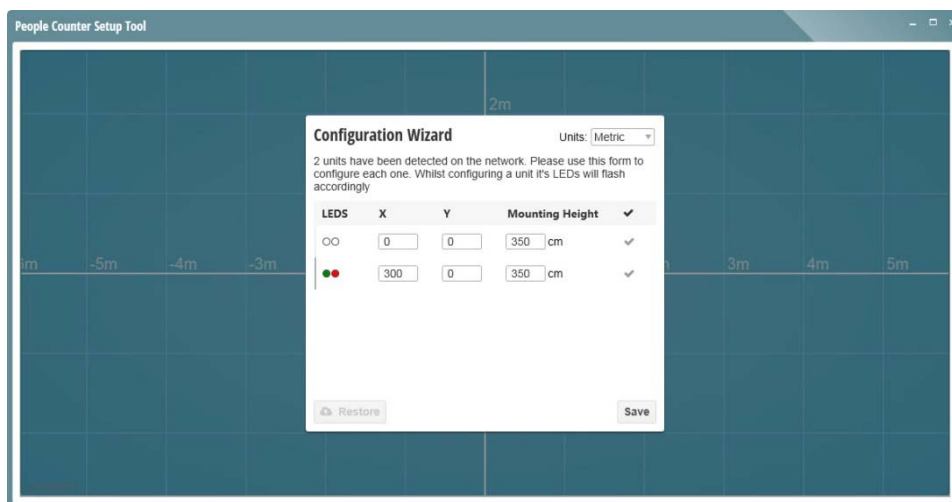 People Counter Setup Tool
2m
Configuration Wizard
Units: Metric
2 units have been detected on the network. Please use this form to
configure each one. Whilst configuring a unit it's LEDs will flash
accordingly
LEDS X Y Mounting Height
0 0 350 cm
300 0 350 cm
-5m -4m -3m 3m 4m 5m
Restore Save